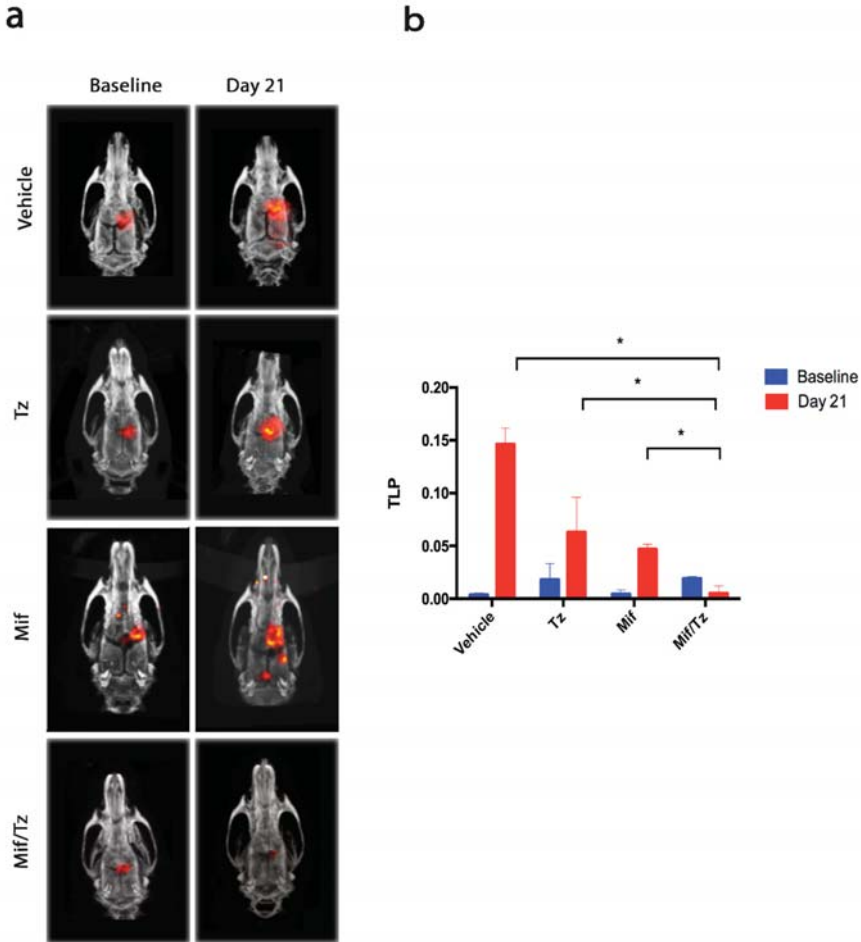 a
b
Baseline Day 21
Vehicle
Tz
Mif
Mif/Tz
*
*
*
Baseline
Day 21
TLP
0.20
0.15
0.10
0.05
0.00
Vehicle Tz Mif Mif/Tz